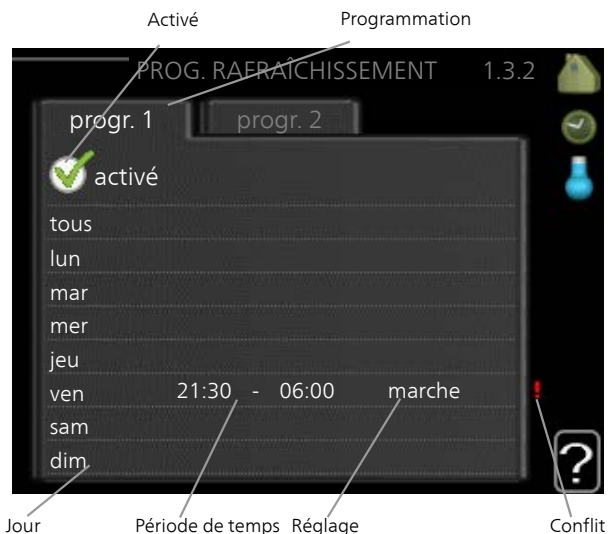 Activé Programmation
PROG. RAFRAÎCHISSEMENT 1.3.2
progr. 1 progr. 2
activé
tous
lun
mar
mer
jeu
ven 21:30 - 06:00 marche !
sam
dim
?
Jour Période de temps Réglage Conflit